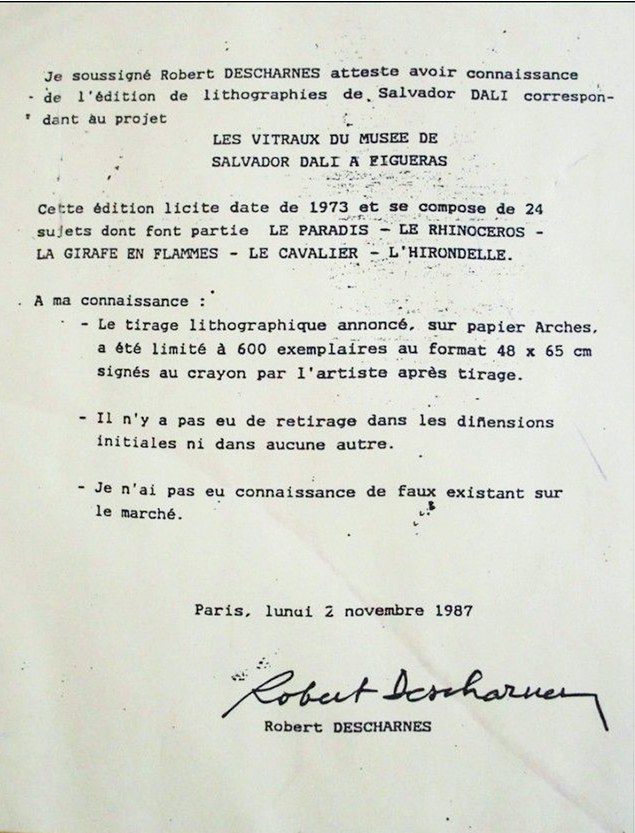 Je soussigné Robert DESCHARNES atteste avoir connaissance
de l'édition de lithographies de Salvador DALI correspon-
dant au projet
LES VITRAUX DU MUSEE DE
SALVADOR DALI A FIGUERAS
Cette édition licite date de 1973 et se compose de 24
sujets dont font partie LE PARADIS - LE RHINOCEROS -
LA GIRAFE EN FLAMMES - LE CAVALIER - L'HIRONDELLE.
A ma connaissance :
- Le tirage lithographique annoncé, sur papier Arches,
a été limité à 600 exemplaires au format 48 x 65 cm
signés au crayon par l'artiste après tirage.
- Il n'y a pas eu de retirage dans les dimensions
initiales ni dans aucune autre.
- Je n'ai pas eu connaissance de faux existant sur
le marché.
Paris, lundi 2 novembre 1987
Robert Descharnes
Robert DESCHARNES